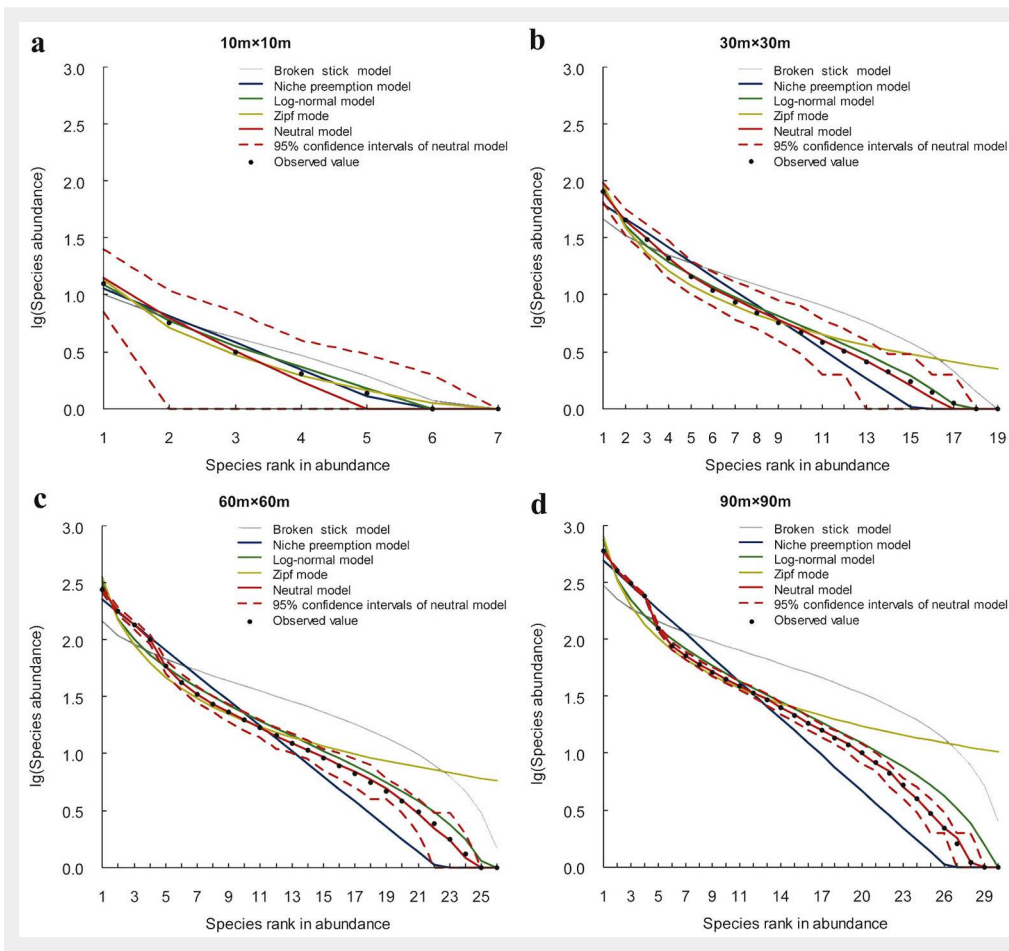 a
10m×10m
Broken stick model
Niche preemption model
Log-normal model
Zipf mode
Neutral model
95% confidence intervals of neutral model
Observed value
lg(Species abundance)
3.0
2.5
2.0
1.5
1.0
0.5
0.0
1 2 3 4 5 6 7
Species rank in abundance
b
30m×30m
Broken stick model
Niche preemption model
Log-normal model
Zipf mode
Neutral model
95% confidence intervals of neutral model
Observed value
lg(Species abundance)
3.0
2.5
2.0
1.5
1.0
0.5
0.0
1 2 3 4 5 6 7 8 9 11 13 15 17 19
Species rank in abundance
c
60m×60m
Broken stick model
Niche preemption model
Log-normal model
Zipf mode
Neutral model
95% confidence intervals of neutral model
Observed value
lg(Species abundance)
3.0
2.5
2.0
1.5
1.0
0.5
0.0
1 3 5 7 9 11 13 15 17 19 21 23 25
Species rank in abundance
d
90m×90m
Broken stick model
Niche preemption model
Log-normal model
Zipf mode
Neutral model
95% confidence intervals of neutral model
Observed value
lg(Species abundance)
3.0
2.5
2.0
1.5
1.0
0.5
0.0
1 3 5 7 9 11 14 17 20 23 26 29
Species rank in abundance